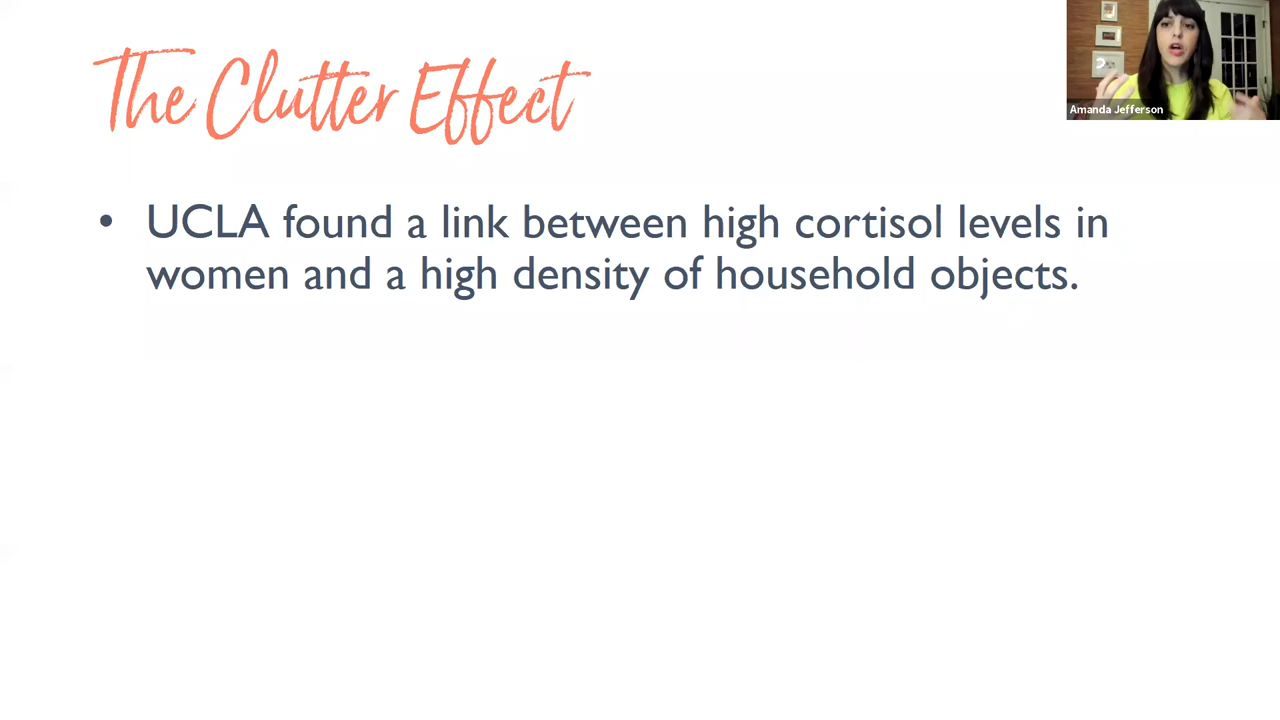 The Clutter Effect
Amanda Jefferson
• UCLA found a link between high cortisol levels in
women and a high density of household objects.